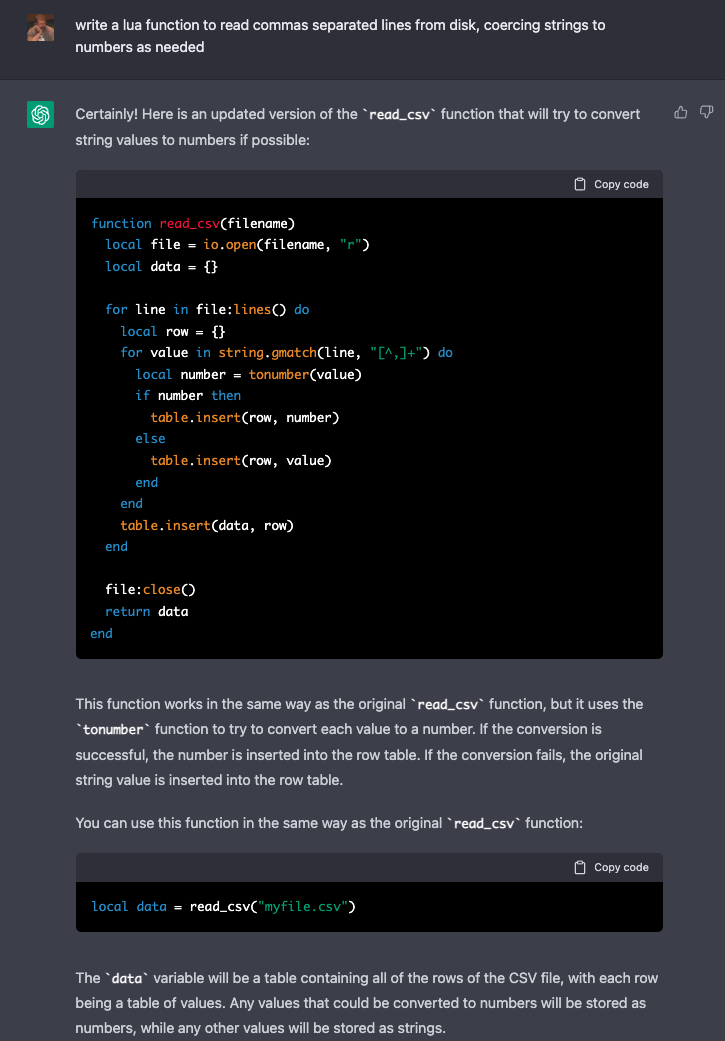 write a lua function to read commas separated lines from disk, coercing strings to
numbers as needed
Certainly! Here is an updated version of the `read_csv` function that will try to convert
string values to numbers if possible:
Copy code
function read_csv(filename)
  local file = io.open(filename, "r")
  local data = {}
  for line in file:lines() do
    local row = {}
    for value in string.gmatch(line, "[^,]+") do
      local number = tonumber(value)
      if number then
        table.insert(row, number)
      else
        table.insert(row, value)
      end
    end
    table.insert(data, row)
  end
  file:close()
  return data
end
This function works in the same way as the original `read_csv` function, but it uses the
`tonumber` function to try to convert each value to a number. If the conversion is
successful, the number is inserted into the row table. If the conversion fails, the original
string value is inserted into the row table.
You can use this function in the same way as the original `read_csv` function:
Copy code
local data = read_csv("myfile.csv")
The `data` variable will be a table containing all of the rows of the CSV file, with each row
being a table of values. Any values that could be converted to numbers will be stored as
numbers, while any other values will be stored as strings.